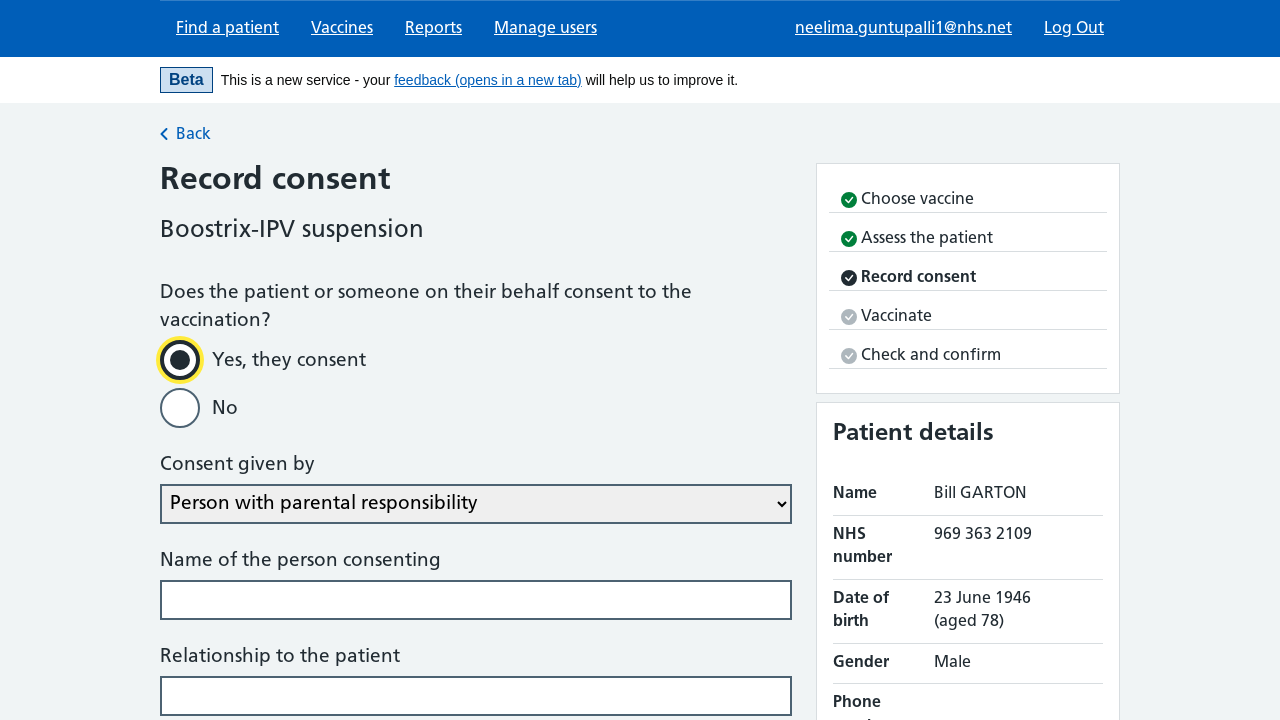 Find a patient
Vaccines
Reports
Manage users
neelima.guntupalli1@nhs.net
Log Out
Beta
This is a new service - your feedback (opens in a new tab) will help us to improve it.
Back
Record consent
Boostrix-IPV suspension
Does the patient or someone on their behalf consent to the
vaccination?
Yes, they consent
No
Consent given by
Person with parental responsibility
Name of the person consenting
Relationship to the patient
Choose vaccine
Assess the patient
Record consent
Vaccinate
Check and confirm
Patient details
Name Bill GARTON
NHS 969 363 2109
number
Date of 23 June 1946
birth (aged 78)
Gender Male
Phone